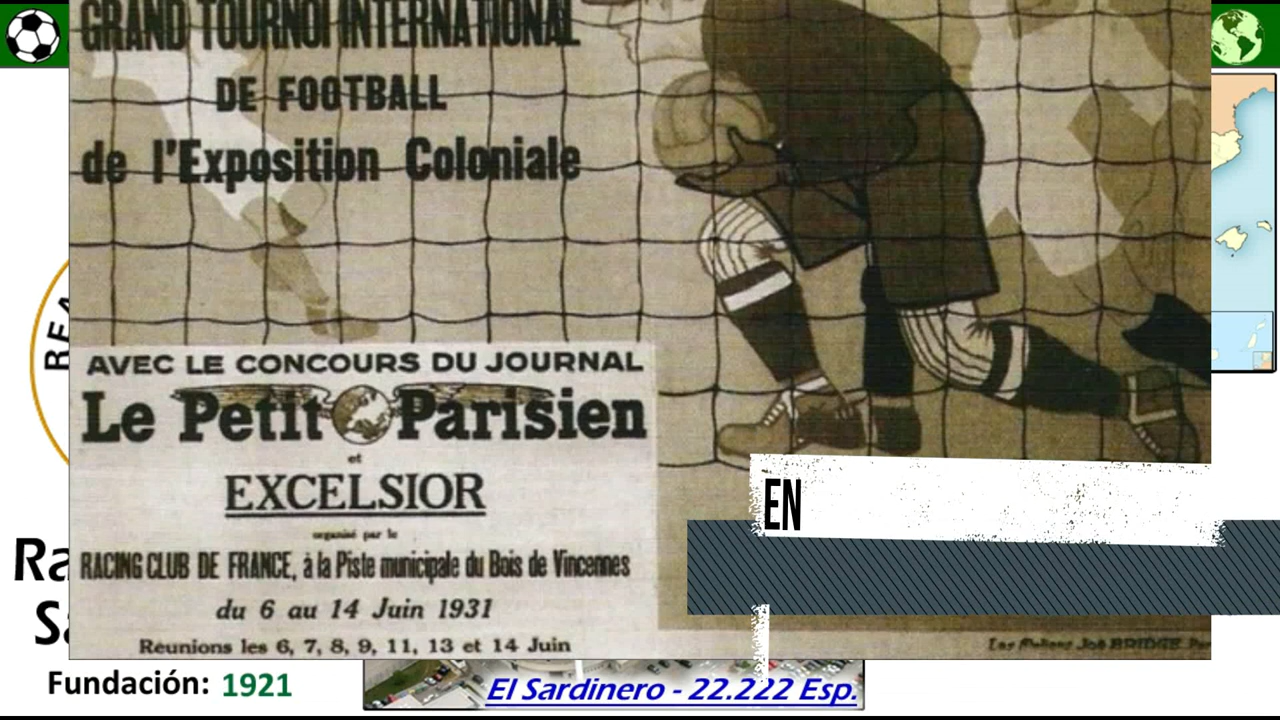 GRAND TOURNOI INTERNATIONAL
DE FOOTBALL
de l'Exposition Coloniale
AVEC LE CONCOURS DU JOURNAL
Le Petit Parisien
et
EXCELSIOR
organisé par le
RACING CLUB DE FRANCE, à la Piste municipale du Bois de Vincennes
du 6 au 14 Juin 1931
Réunions les 6, 7, 8, 9, 11, 13 et 14 Juin
EN
REA
Ra
Sa
Fundación: 1921
El Sardinero - 22.222 Esp.